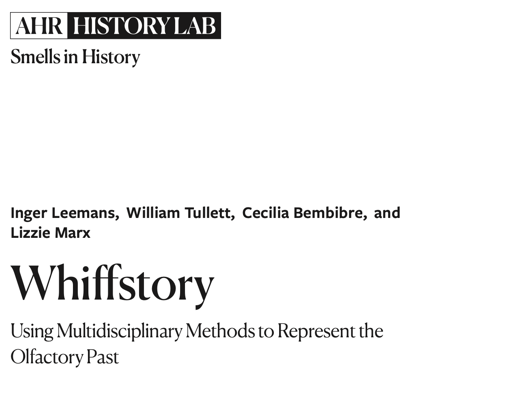 AHR HISTORY LAB
Smells in History
Inger Leemans, William Tullett, Cecilia Bembibre, and
Lizzie Marx
Whiffstory
Using Multidisciplinary Methods to Represent the
Olfactory Past